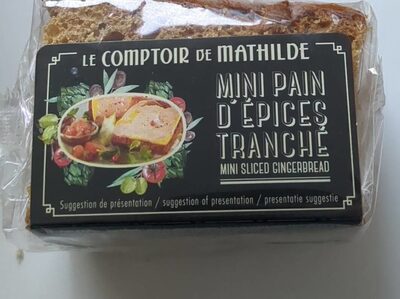 LE COMPTOIR DE MATHILDE
MINI PAIN
D'ÉPICES
TRANCHÉ
MINI SLICED GINGERBREAD
Suggestion de présentation / suggestion of presentation / presentatie suggestie